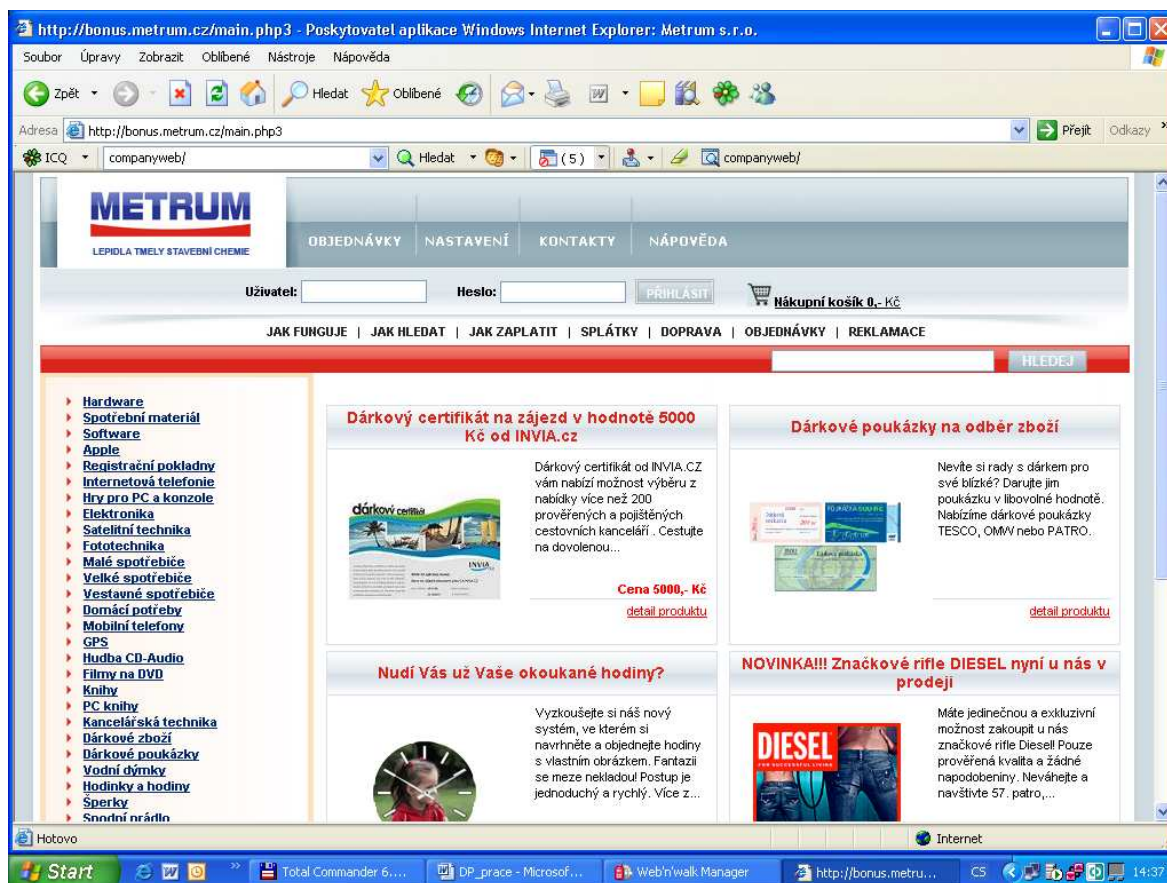 http://bonus.metrum.cz/main.php3 - Poskytovatel aplikace Windows Internet Explorer: Metrum s.r.o.
Soubor Úpravy Zobrazit Oblíbené Nástroje Nápověda
Zpět Hledat Oblíbené
Adresa http://bonus.metrum.cz/main.php3 Přejít Odkazy
ICQ companyweb/ Hledat (5) companyweb/
METRUM
LEPIDLA TMELY STAVEBNÍ CHEMIE
OBJEDNÁVKY NASTAVENÍ KONTAKTY NÁPOVĚDA
Uživatel: Heslo: PŘIHLÁSIT Nákupní košík 0,- Kč
JAK FUNGUJE | JAK HLEDAT | JAK ZAPLATIT | SPLÁTKY | DOPRAVA | OBJEDNÁVKY | REKLAMACE
HLEDEJ
Hardware
Spotřební materiál
Software
Apple
Registrační pokladny
Internetová telefonie
Hry pro PC a konzole
Elektronika
Satelitní technika
Fototechnika
Malé spotřebiče
Velké spotřebiče
Vestavné spotřebiče
Domácí potřeby
Mobilní telefony
GPS
Hudba CD-Audio
Filmy na DVD
Knihy
PC knihy
Kancelářská technika
Dárkové zboží
Dárkové poukázky
Vodní dýmky
Hodinky a hodiny
Šperky
Spodní prádlo
Dárkový certifikát na zájezd v hodnotě 5000
Kč od INVIA.cz
dárkový certifikát
INVIA
Dárkový certifikát od INVIA.CZ
vám nabízí možnost výběru z
nabídky více než 200
prověřených a pojištěných
cestovních kanceláří . Cestujte
na dovolenou...
Cena 5000,- Kč
detail produktu
Dárkové poukázky na odběr zboží
Nevíte si rady s dárkem pro
své blízké? Darujte jim
poukázku v libovolné hodnotě.
Nabízíme dárkové poukázky
TESCO, OMW nebo PATRO.
detail produktu
Nudí Vás už Vaše okoukané hodiny?
Vyzkoušejte si náš nový
systém, ve kterém si
navrhněte a objednejte hodiny
s vlastním obrázkem. Fantazii
se meze nekladou! Postup je
jednoduchý a rychlý. Více z...
NOVINKA!!! Značkové rifle DIESEL nyní u nás v
prodeji
DIESEL
FOR SUCCESSFUL LIVING
Máte jedinečnou a exkluzivní
možnost zakoupit u nás
značkové rifle Diesel! Pouze
prověřená kvalita a žádné
napodobeniny. Neváhejte a
navštivte 57. patro,...
Hotovo Internet
Start Total Commander 6.... DP_prace - Microsof... Web'n'walk Manager http://bonus.metru... CS 14:37